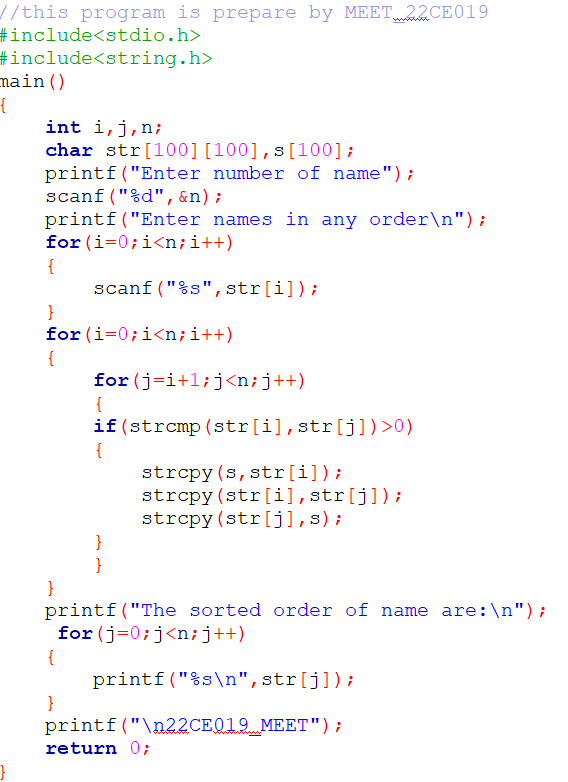 //this program is prepare by MEET_22CE019
#include<stdio.h>
#include<string.h>
main()
{
    int i,j,n;
    char str[100][100],s[100];
    printf("Enter number of name");
    scanf("%d",&n);
    printf("Enter names in any order\n");
    for(i=0;i<n;i++)
    {
        scanf("%s",str[i]);
    }
    for(i=0;i<n;i++)
    {
        for(j=i+1;j<n;j++)
        {
        if(strcmp(str[i],str[j])>0)
        {
            strcpy(s,str[i]);
            strcpy(str[i],str[j]);
            strcpy(str[j],s);
        }
        }
    }
    printf("The sorted order of name are:\n");
     for(j=0;j<n;j++)
    {
        printf("%s\n",str[j]);
    }
    printf("\n22CE019_MEET");
    return 0;
}